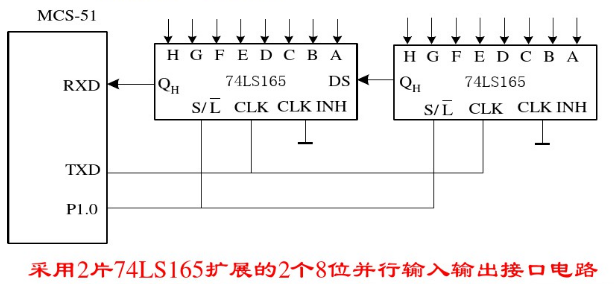 MCS-51
H G F E D C B A
H G F E D C B A
RXD
QH 74LS165 DS
QH 74LS165
S/L̅ CLK CLK INH
S/L̅ CLK CLK INH
TXD
P1.0
采用2片74LS165扩展的2个8位并行输入输出接口电路